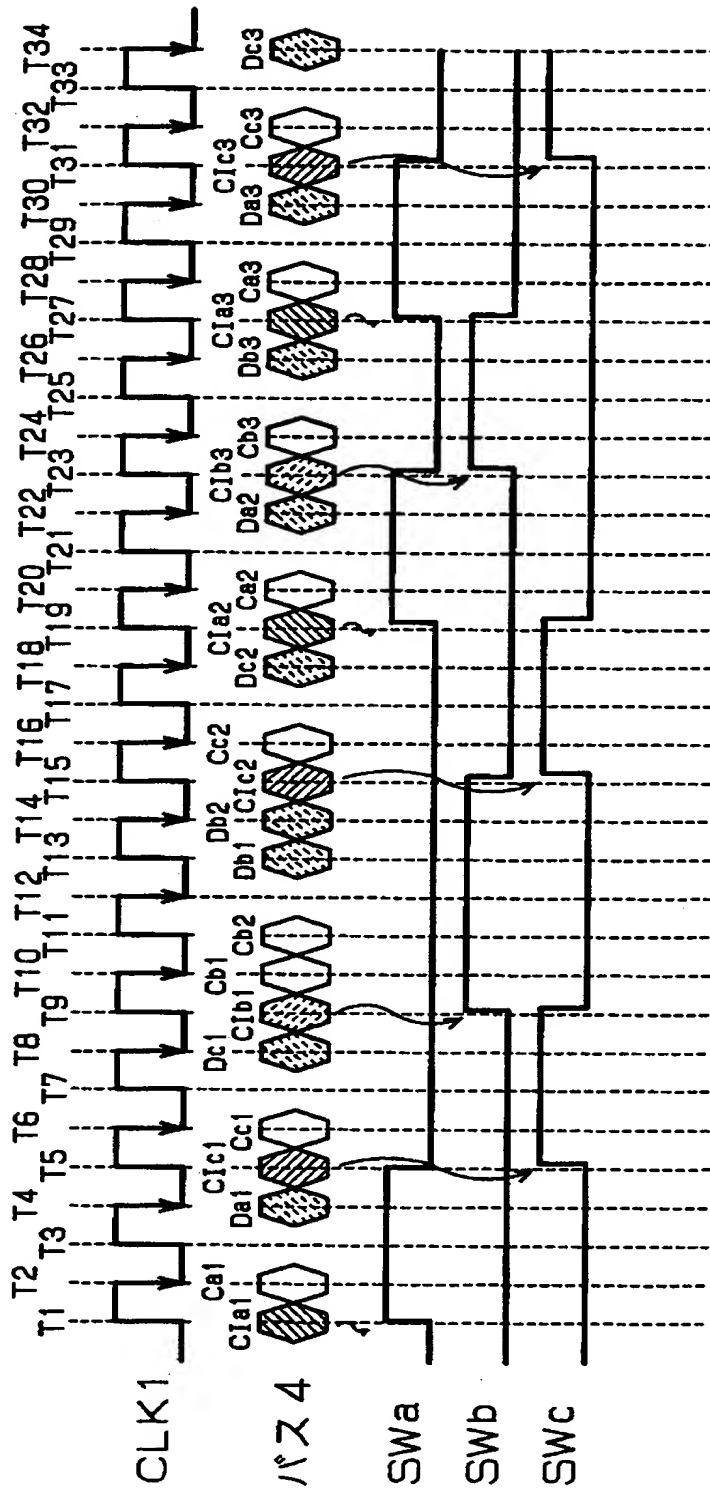 T1 T2 T3 T4 T5 T6 T7 T8 T9 T10 T11 T12 T13 T14 T15 T16 T17 T18 T19 T20 T21 T22 T23 T24 T25 T26 T27 T28 T29 T30 T31 T32 T33 T34
CLK1
CIa1 Ca1 Da1 CIc1 Cc1 Dc1 CIb1 Cb1 Cb2 Db1 Db2 CIc2 Cc2 Dc2 CIa2 Ca2 Da2 CIb3 Cb3 Db3 CIa3 Ca3 Da3 CIc3 Cc3 Dc3
バス4
SWa
SWb
SWc